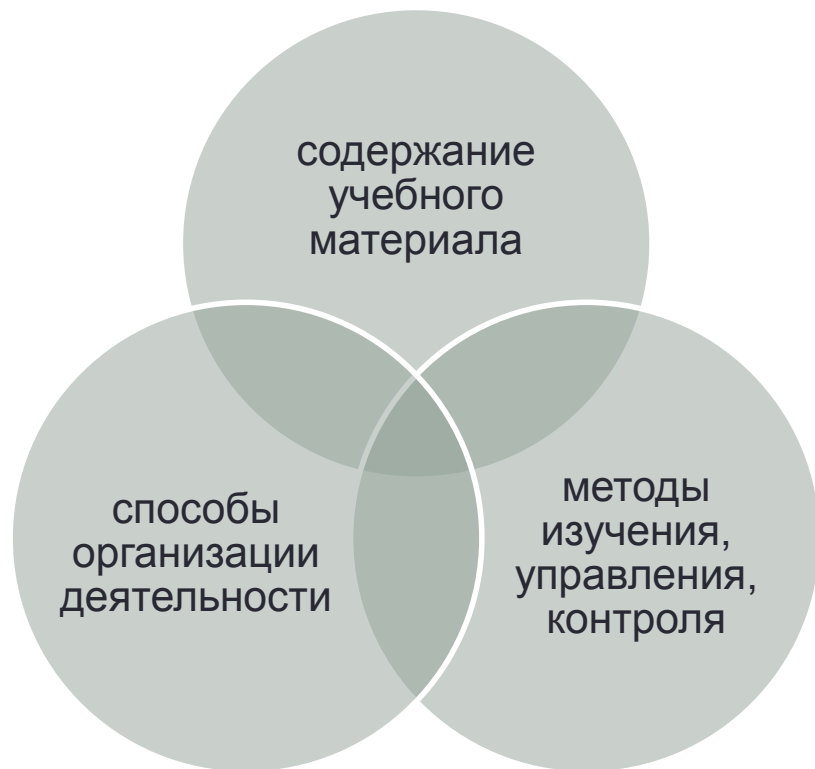 содержание
учебного
материала
способы
организации
деятельности
методы
изучения,
управления,
контроля